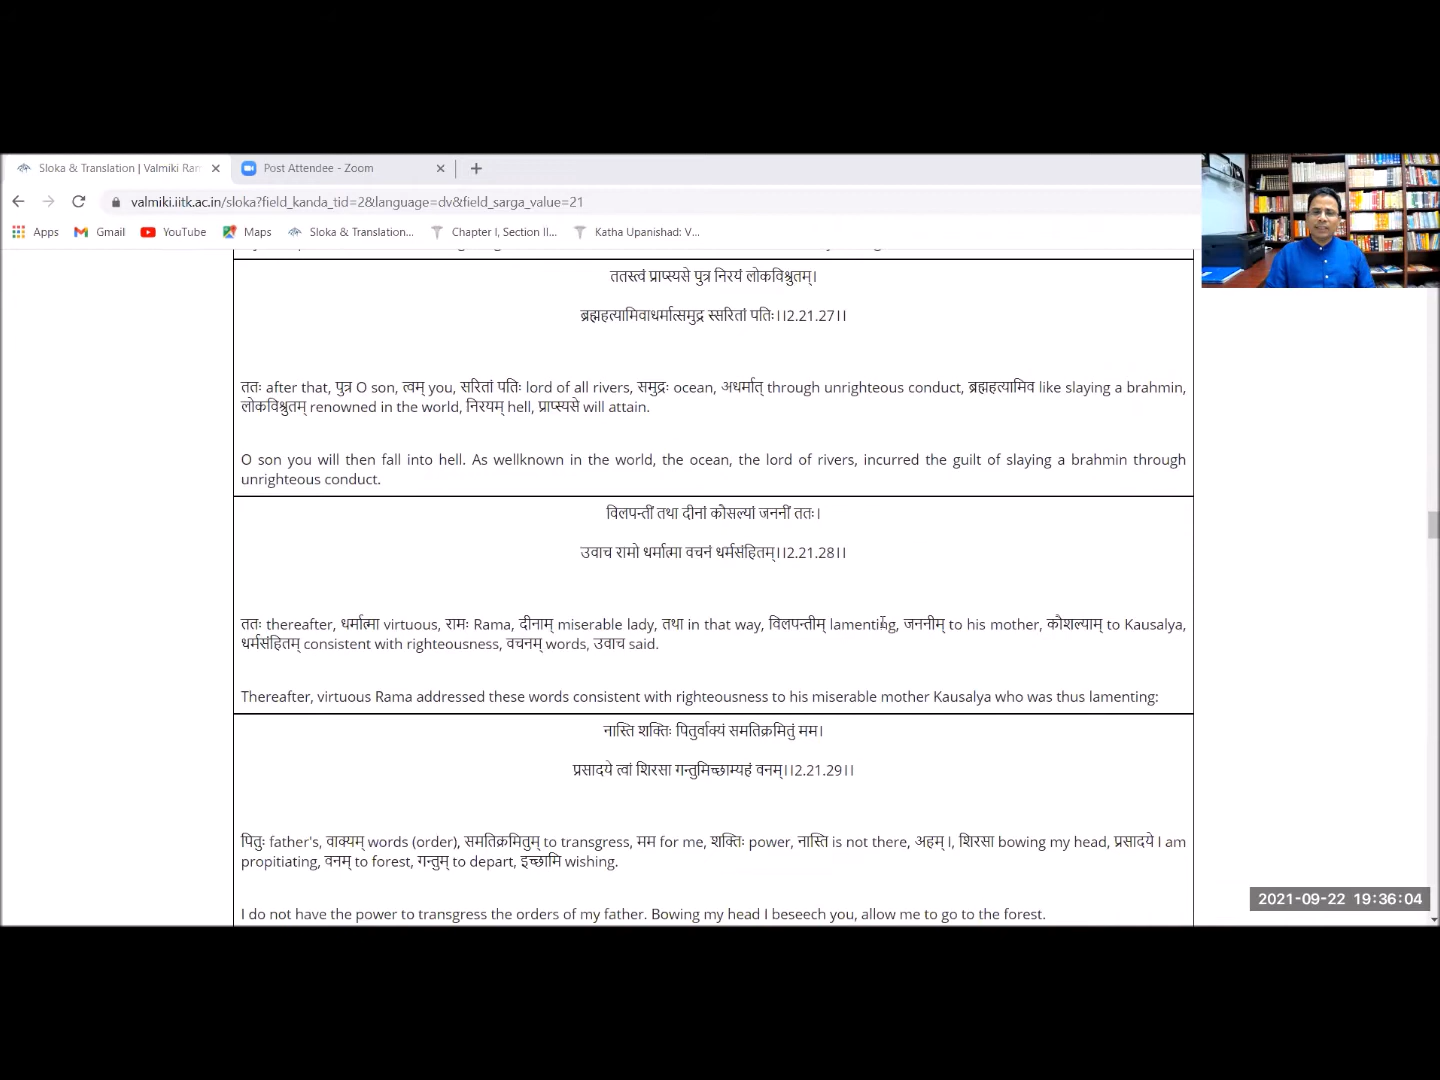 Sloka & Translation | Valmiki Ram
Post Attendee - Zoom
valmiki.iitk.ac.in/sloka?field_kanda_tid=2&language=dv&field_sarga_value=21
Apps Gmail YouTube Maps Sloka & Translation... Chapter I, Section II... Katha Upanishad: V...
ततस्त्वं प्राप्स्यसे पुत्र निरयं लोकविश्रुतम्।
ब्रह्महत्यामिवाधर्मात्समुद्र स्सरितां पतिः।।2.21.27।।
ततः after that, पुत्र O son, त्वम् you, सरितां पतिः lord of all rivers, समुद्रः ocean, अधर्मात् through unrighteous conduct, ब्रह्महत्यामिव like slaying a brahmin,
लोकविश्रुतम् renowned in the world, निरयम् hell, प्राप्स्यसे will attain.
O son you will then fall into hell. As wellknown in the world, the ocean, the lord of rivers, incurred the guilt of slaying a brahmin through
unrighteous conduct.
विलपन्तीं तथा दीनां कौसल्यां जननीं ततः।
उवाच रामो धर्मात्मा वचनं धर्मसंहितम्।।2.21.28।।
ततः thereafter, धर्मात्मा virtuous, रामः Rama, दीनाम् miserable lady, तथा in that way, विलपन्तीम् lamenting, जननीम् to his mother, कौशल्याम् to Kausalya,
धर्मसंहितम् consistent with righteousness, वचनम् words, उवाच said.
Thereafter, virtuous Rama addressed these words consistent with righteousness to his miserable mother Kausalya who was thus lamenting:
नास्ति शक्तिः पितुर्वाक्यं समतिक्रमितुं मम।
प्रसादये त्वां शिरसा गन्तुमिच्छाम्यहं वनम्।।2.21.29।।
पितुः father's, वाक्यम् words (order), समतिक्रमितुम् to transgress, मम for me, शक्तिः power, नास्ति is not there, अहम् I, शिरसा bowing my head, प्रसादये I am
propitiating, वनम् to forest, गन्तुम् to depart, इच्छामि wishing.
I do not have the power to transgress the orders of my father. Bowing my head I beseech you, allow me to go to the forest.
2021-09-22 19:36:04